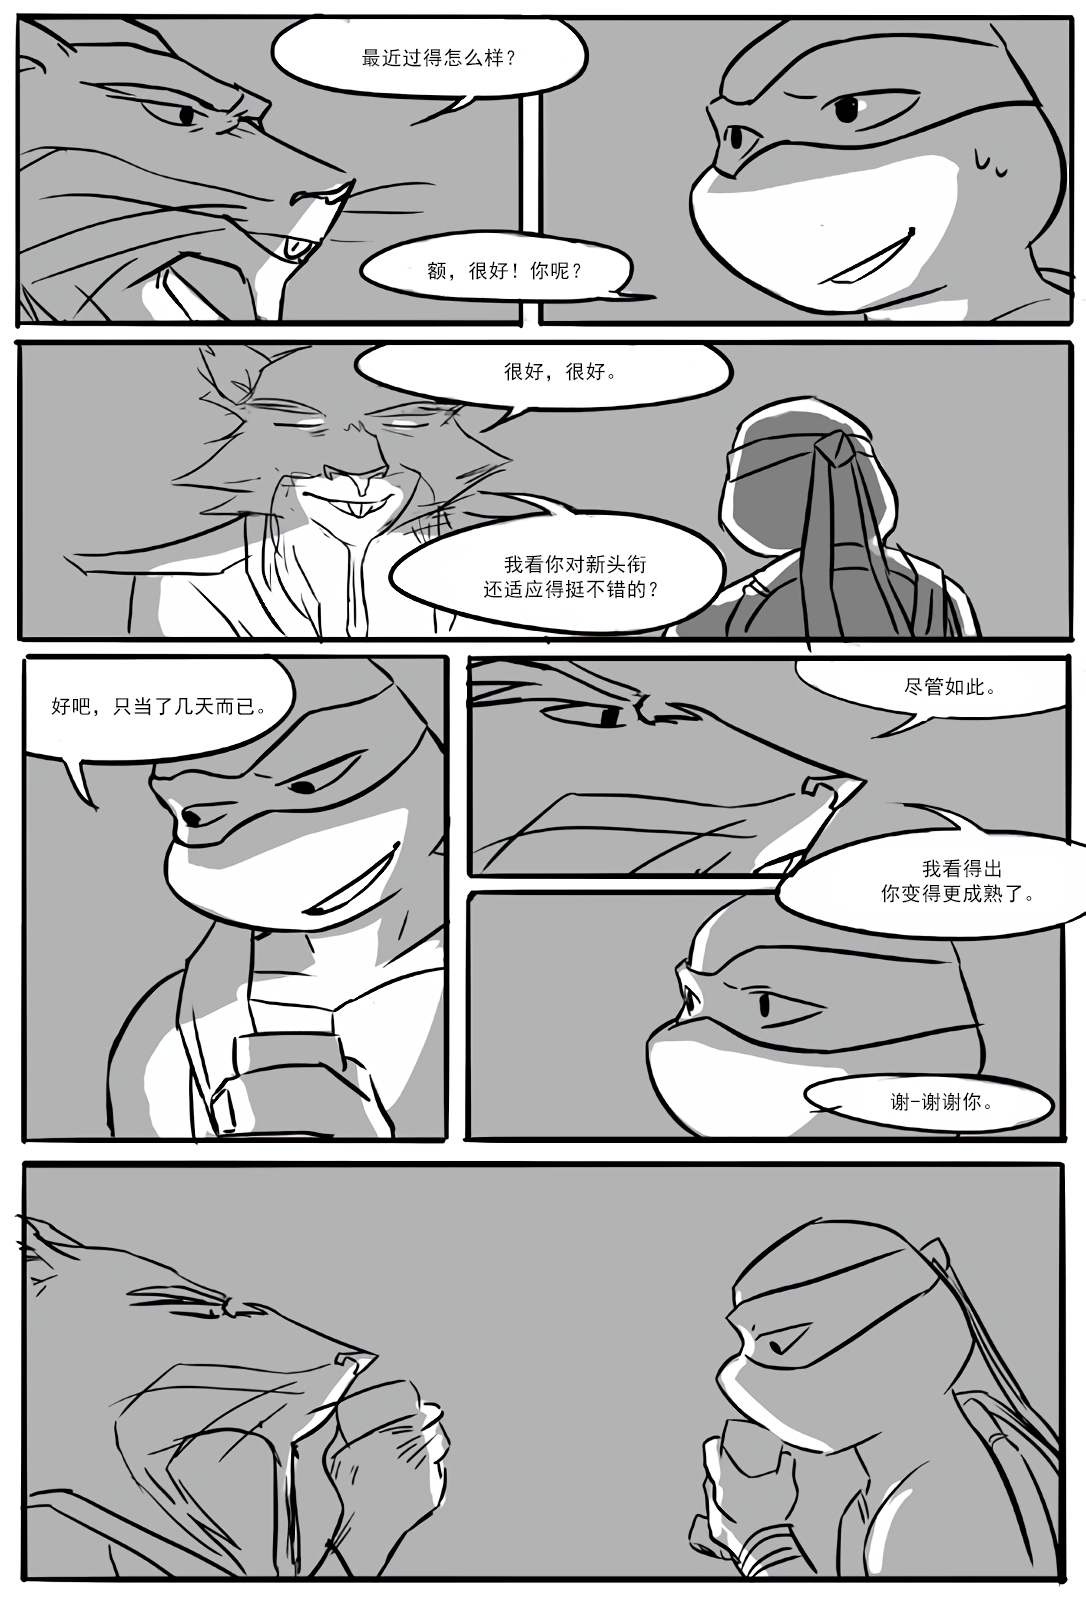 最近过得怎么样？
额，很好！你呢？
很好，很好。
我看你对新头衔
还适应得挺不错的？
好吧，只当了几天而已。
尽管如此。
我看得出
你变得更成熟了。
谢-谢谢你。